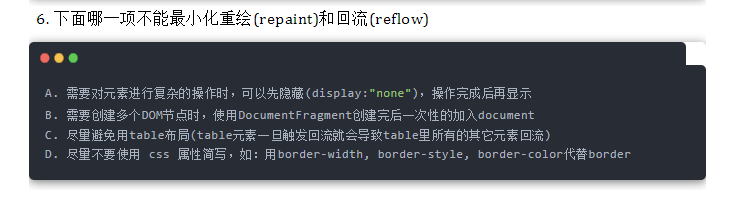 6. 下面哪一项不能最小化重绘(repaint)和回流(reflow)
A. 需要对元素进行复杂的操作时，可以先隐藏(display:"none")，操作完成后再显示
B. 需要创建多个DOM节点时，使用DocumentFragment创建完后一次性的加入document
C. 尽量避免用table布局(table元素一旦触发回流就会导致table里所有的其它元素回流)
D. 尽量不要使用 css 属性简写，如：用border-width, border-style, border-color代替border